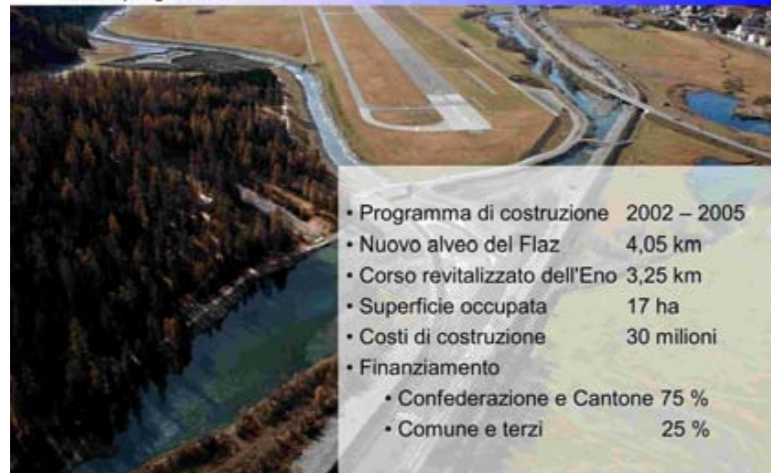 • Programma di costruzione 2002 – 2005
• Nuovo alveo del Flaz 4,05 km
• Corso revitalizzato dell'Eno 3,25 km
• Superficie occupata 17 ha
• Costi di costruzione 30 milioni
• Finanziamento
• Confederazione e Cantone 75 %
• Comune e terzi 25 %